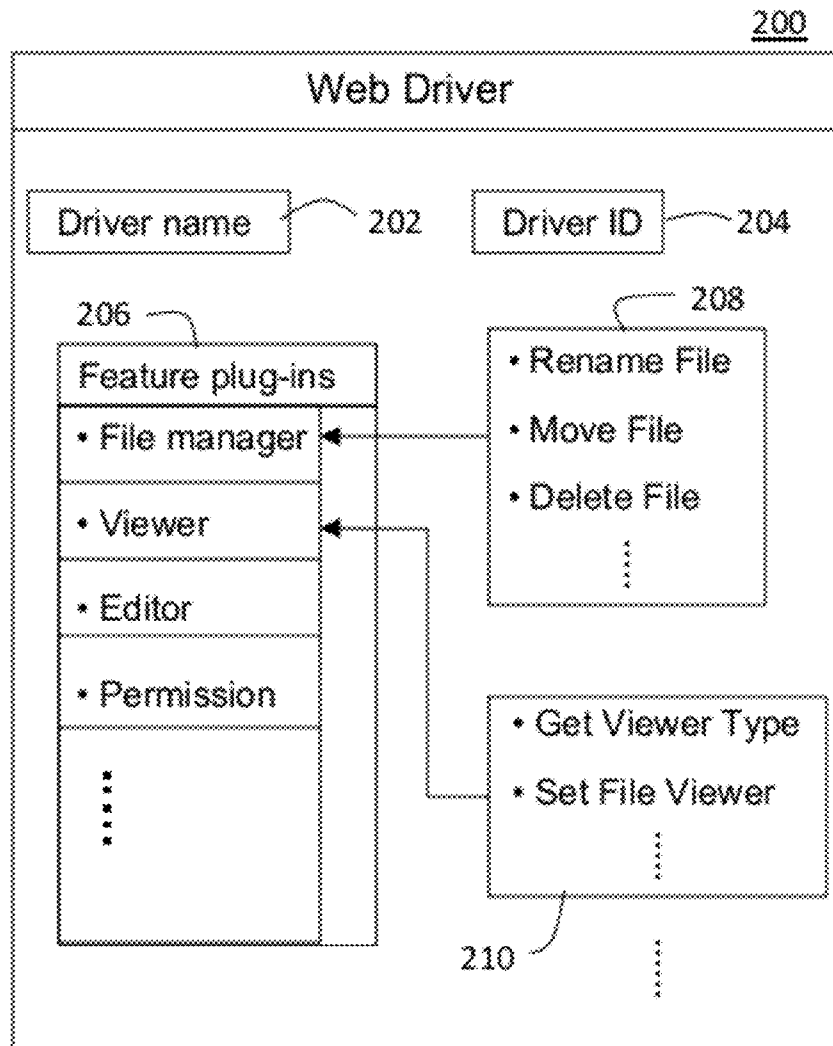 200
Web Driver
Driver name
202
Driver ID
204
206
208
Feature plug-ins
• File manager
• Viewer
• Editor
• Permission
• Rename File
• Move File
• Delete File
• Get Viewer Type
• Set File Viewer
210